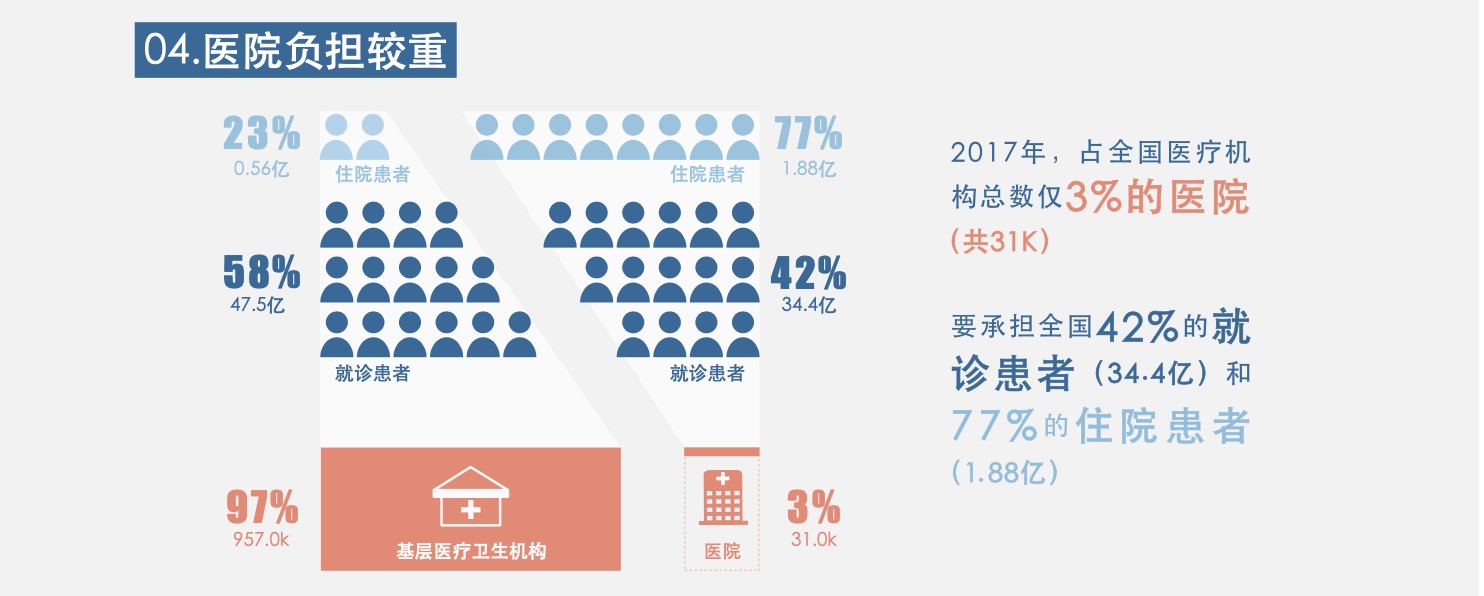 04.医院负担较重
23%
0.56亿
住院患者
77%
1.88亿
住院患者
58%
47.5亿
就诊患者
42%
34.4亿
就诊患者
97%
957.0k
基层医疗卫生机构
医院
3%
31.0k
2017年，占全国医疗机
构总数仅3%的医院
(共31K)
要承担全国42%的就
诊患者（34.4亿）和
77%的住院患者
(1.88亿)